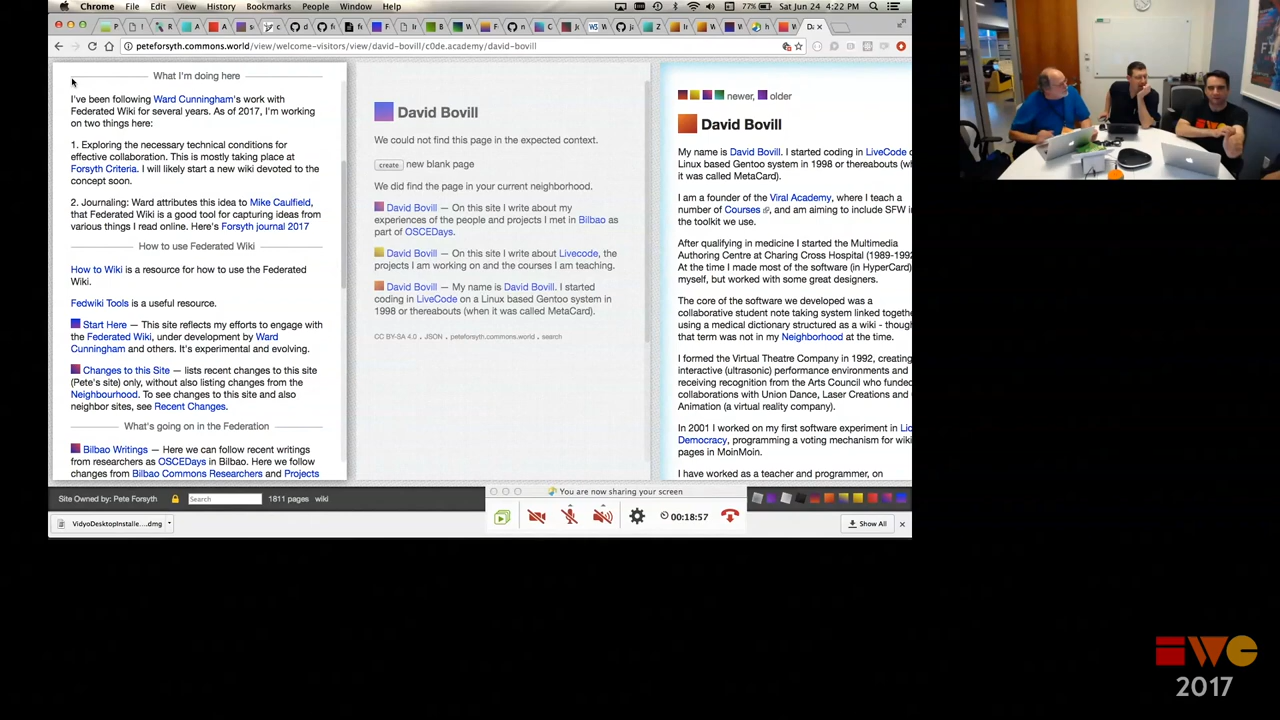 Chrome File Edit View History Bookmarks People Window Help
77% Sat Jun 24 4:22 PM
peteforsyth.commons.world/view/welcome-visitors/view/david-bovill/c0de.academy/david-bovill
What I'm doing here
I've been following Ward Cunningham's work with
Federated Wiki for several years. As of 2017, I'm working
on two things here:
1. Exploring the necessary technical conditions for
effective collaboration. This is mostly taking place at
Forsyth Criteria. I will likely start a new wiki devoted to the
concept soon.
2. Journaling: Ward attributes this idea to Mike Caulfield,
that Federated Wiki is a good tool for capturing ideas from
various things I read online. Here's Forsyth journal 2017
How to use Federated Wiki
How to Wiki is a resource for how to use the Federated
Wiki.
Fedwiki Tools is a useful resource.
Start Here — This site reflects my efforts to engage with
the Federated Wiki, under development by Ward
Cunningham and others. It's experimental and evolving.
Changes to this Site — lists recent changes to this site
(Pete's site) only, without also listing changes from the
Neighbourhood. To see changes to this site and also
neighbor sites, see Recent Changes.
What's going on in the Federation
Bilbao Writings — Here we can follow recent writings
from researchers as OSCEDays in Bilbao. Here we follow
changes from Bilbao Commons Researchers and Projects
David Bovill
We could not find this page in the expected context.
create new blank page
We did find the page in your current neighborhood.
David Bovill — On this site I write about my
experiences of the people and projects I met in Bilbao as
part of OSCEDays.
David Bovill — On this site I write about Livecode, the
projects I am working on and the courses I am teaching.
David Bovill — My name is David Bovill. I started
coding in LiveCode on a Linux based Gentoo system in
1998 or thereabouts (when it was called MetaCard).
CC BY-SA 4.0 . JSON . peteforsyth.commons.world . search
newer, older
David Bovill
My name is David Bovill. I started coding in LiveCode
Linux based Gentoo system in 1998 or thereabouts
it was called MetaCard).
I am a founder of the Viral Academy, where I teach a
number of Courses, and am aiming to include SFW
the toolkit we use.
After qualifying in medicine I started the Multimedia
Authoring Centre at Charing Cross Hospital
At the time I made most of the software (in HyperCard)
myself, but worked with some great designers.
The core of the software we developed was a
collaborative student note taking system linked
using a medical dictionary structured as a wiki -
that term was not in my Neighborhood at the time.
I formed the Virtual Theatre Company in 1992,
interactive (ultrasonic) performance environments and
receiving recognition from the Arts Council who
collaborations with Union Dance, Laser Creations and
Animation (a virtual reality company).
In 2001 I worked on my first software experiment in
Democracy, programming a voting mechanism for
pages in MoinMoin.
I have worked as a teacher and programmer, on
Site Owned by: Pete Forsyth Search 1811 pages wiki
You are now sharing your screen
00:18:57
VidyoDesktopInstalle....dmg
Show All
IWC
2017